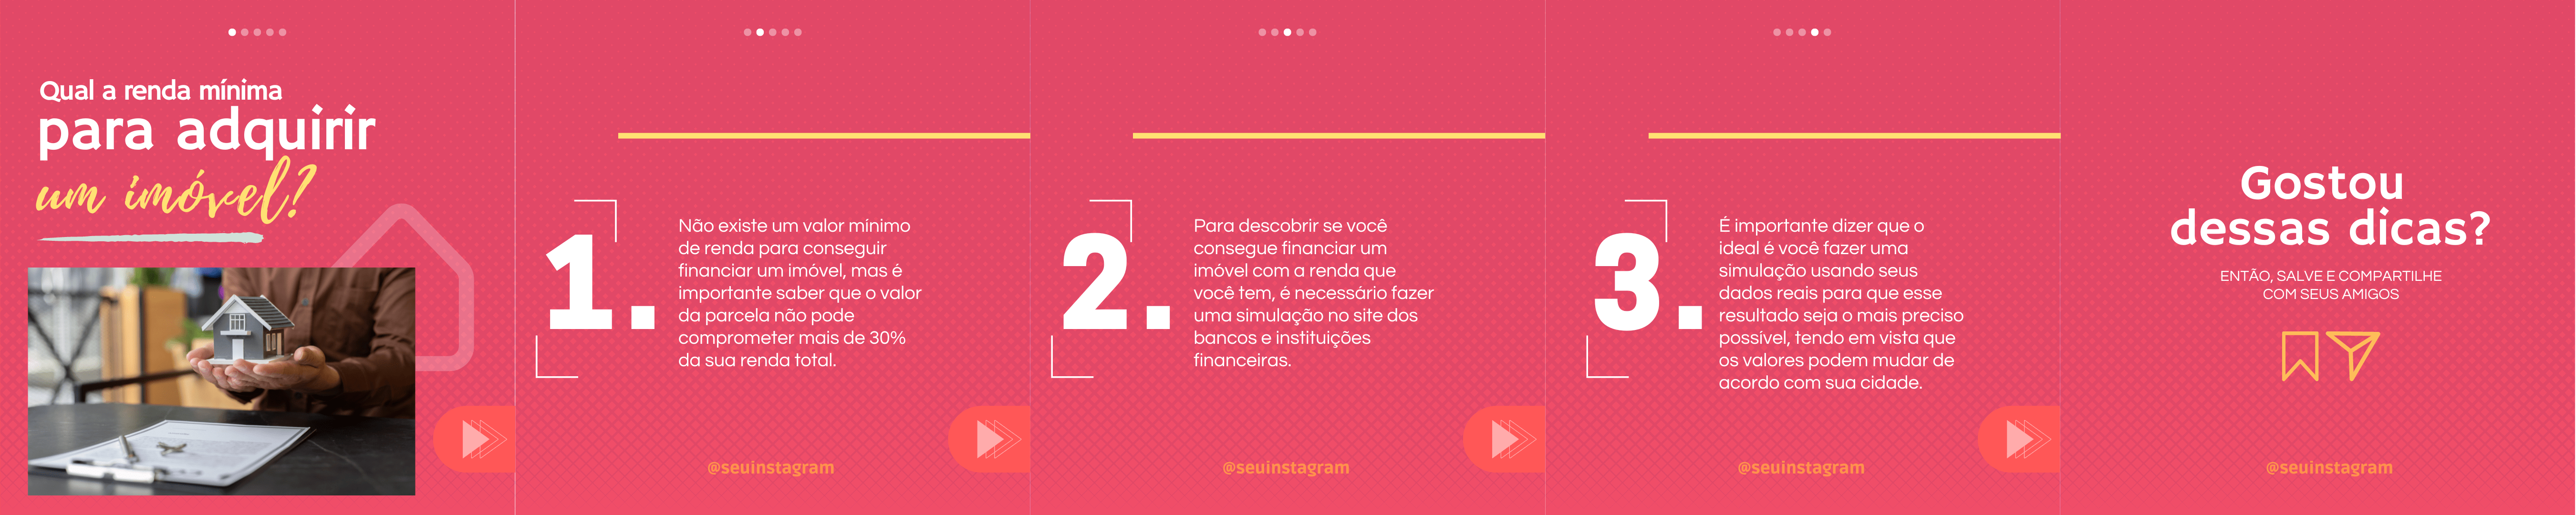 Qual a renda mínima
para adquirir
um imóvel?
1.
Não existe um valor mínimo
de renda para conseguir
financiar um imóvel, mas é
importante saber que o valor
da parcela não pode
comprometer mais de 30%
da sua renda total.
@seuinstagram
2.
Para descobrir se você
consegue financiar um
imóvel com a renda que
você tem, é necessário fazer
uma simulação no site dos
bancos e instituições
financeiras.
@seuinstagram
3.
É importante dizer que o
ideal é você fazer uma
simulação usando seus
dados reais para que esse
resultado seja o mais preciso
possível, tendo em vista que
os valores podem mudar de
acordo com sua cidade.
@seuinstagram
Gostou
dessas dicas?
ENTÃO, SALVE E COMPARTILHE
COM SEUS AMIGOS
@seuinstagram